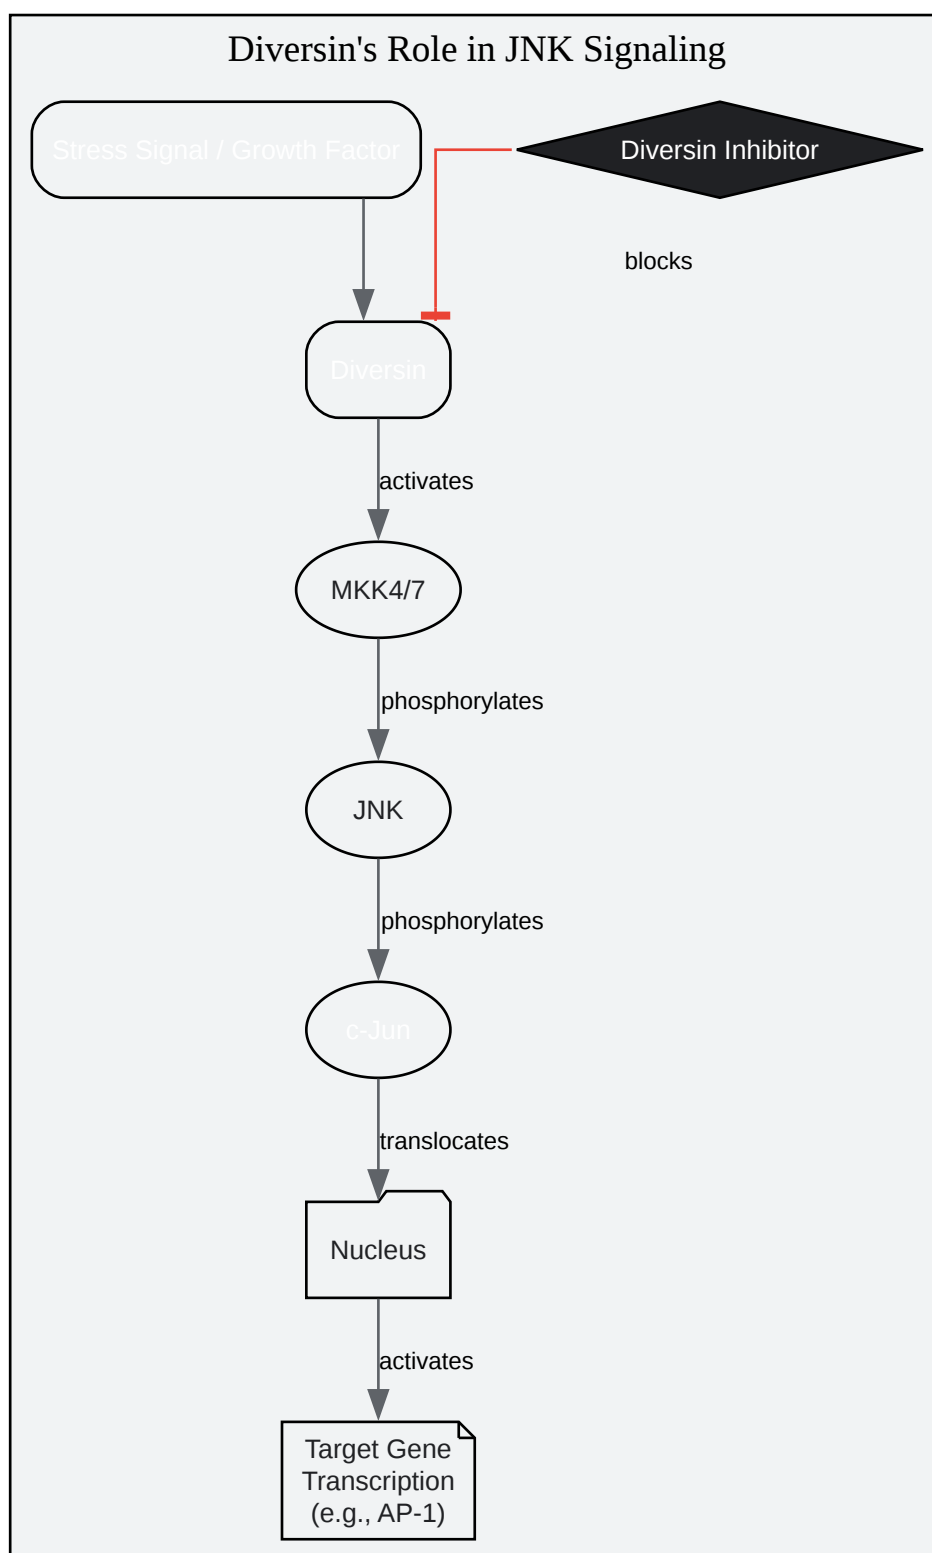 Diversin's Role in JNK Signaling
Stress Signal / Growth Factor
Diversin Inhibitor
blocks
Diversin
activates
MKK4/7
phosphorylates
JNK
phosphorylates
c-Jun
translocates
Nucleus
activates
Target Gene
Transcription
(e.g., AP-1)